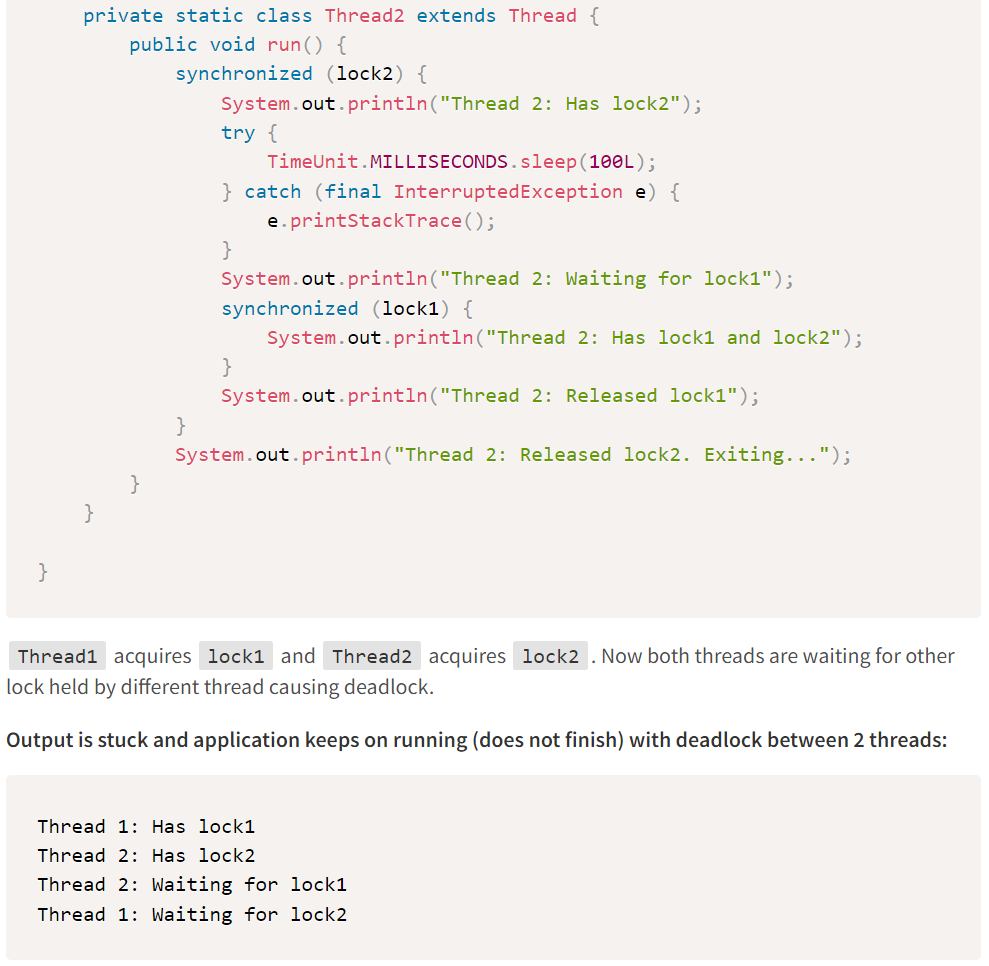 private static class Thread2 extends Thread {
public void run() {
synchronized (lock2) {
System.out.println("Thread 2: Has lock2");
try {
TimeUnit.MILLISECONDS.sleep(100L);
} catch (final InterruptedException e) {
e.printStackTrace();
}
System.out.println("Thread 2: Waiting for lock1");
synchronized (lock1) {
System.out.println("Thread 2: Has lock1 and lock2");
}
System.out.println("Thread 2: Released lock1");
}
System.out.println("Thread 2: Released lock2. Exiting...");
}
}
}
Thread1 acquires lock1 and Thread2 acquires lock2 . Now both threads are waiting for other
lock held by different thread causing deadlock.
Output is stuck and application keeps on running (does not finish) with deadlock between 2 threads:
Thread 1: Has lock1
Thread 2: Has lock2
Thread 2: Waiting for lock1
Thread 1: Waiting for lock2